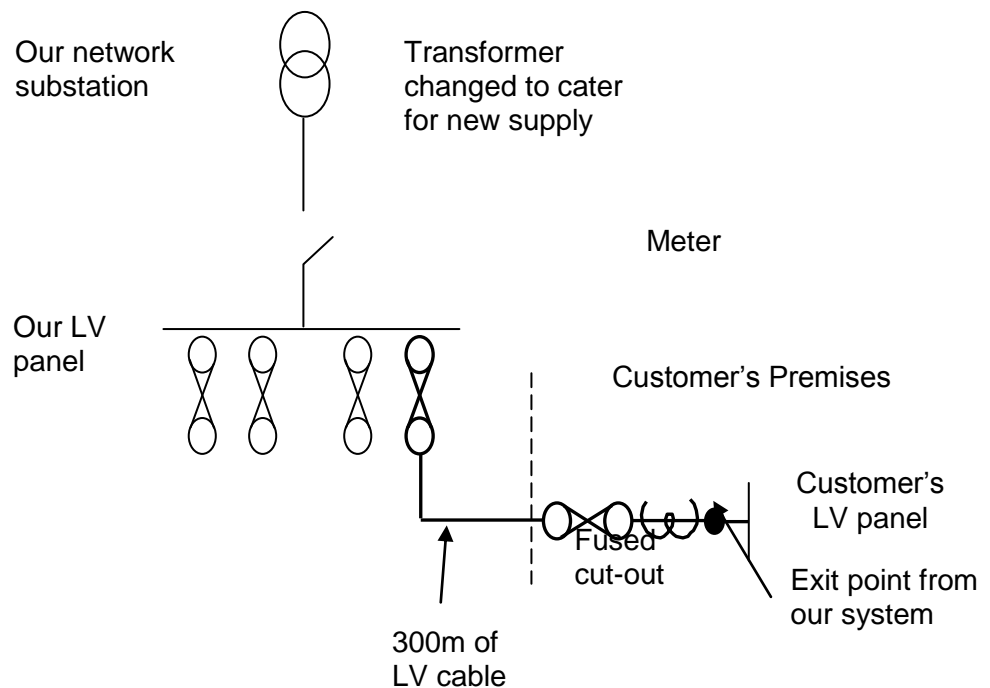 Our network
substation
Transformer
changed to cater
for new supply
Meter
Our LV
panel
Customer's Premises
Customer's
LV panel
Fused
cut-out
Exit point from
our system
300m of
LV cable